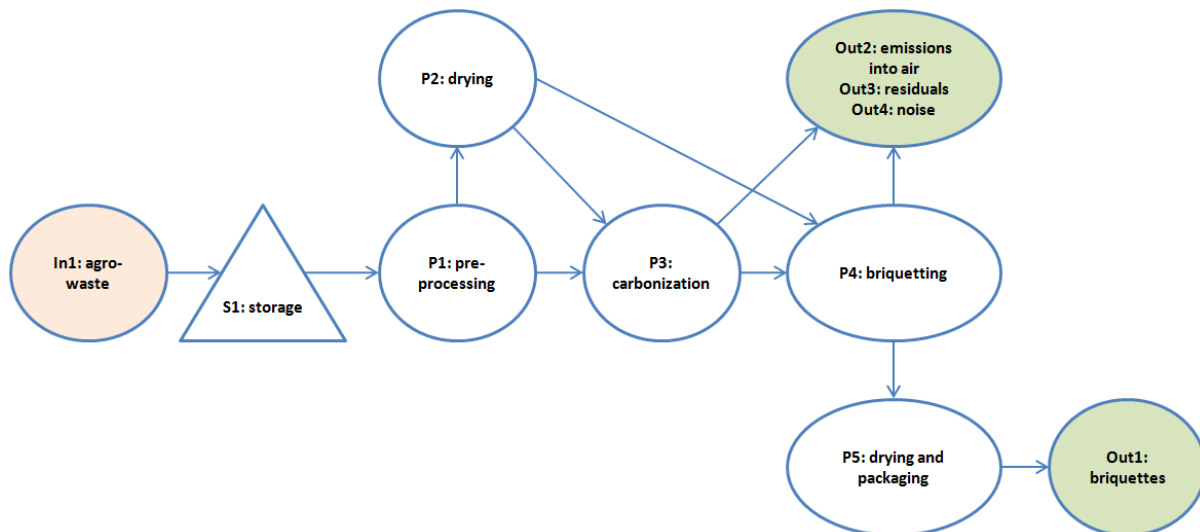 P2: drying
Out2: emissions
into air
Out3: residuals
Out4: noise
In1: agro-
waste
S1: storage
P1: pre-
processing
P3:
carbonization
P4: briquetting
P5: drying and
packaging
Out1:
briquettes